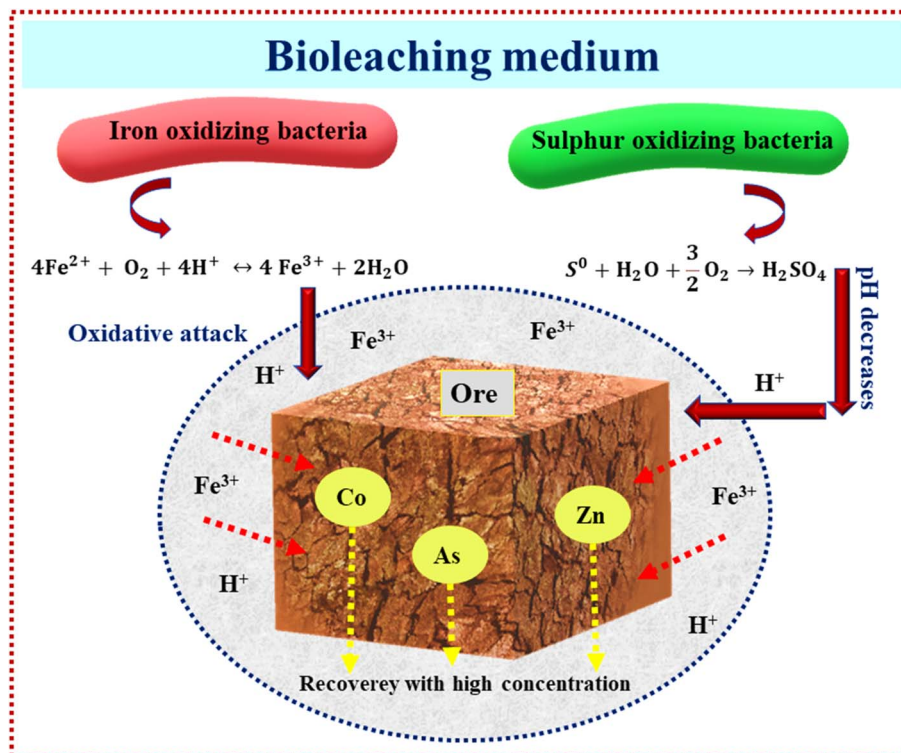 Bioleaching medium
Iron oxidizing bacteria
Sulphur oxidizing bacteria
4Fe²⁺ + O₂ + 4H⁺ ↔ 4 Fe³⁺ + 2H₂O
S⁰ + H₂O + 3/2 O₂ → H₂SO₄
pH decreases
Oxidative attack
Fe³⁺
Fe³⁺
H⁺
H⁺
Ore
Fe³⁺
Co
As
Zn
Fe³⁺
H⁺
H⁺
Recoverey with high concentration